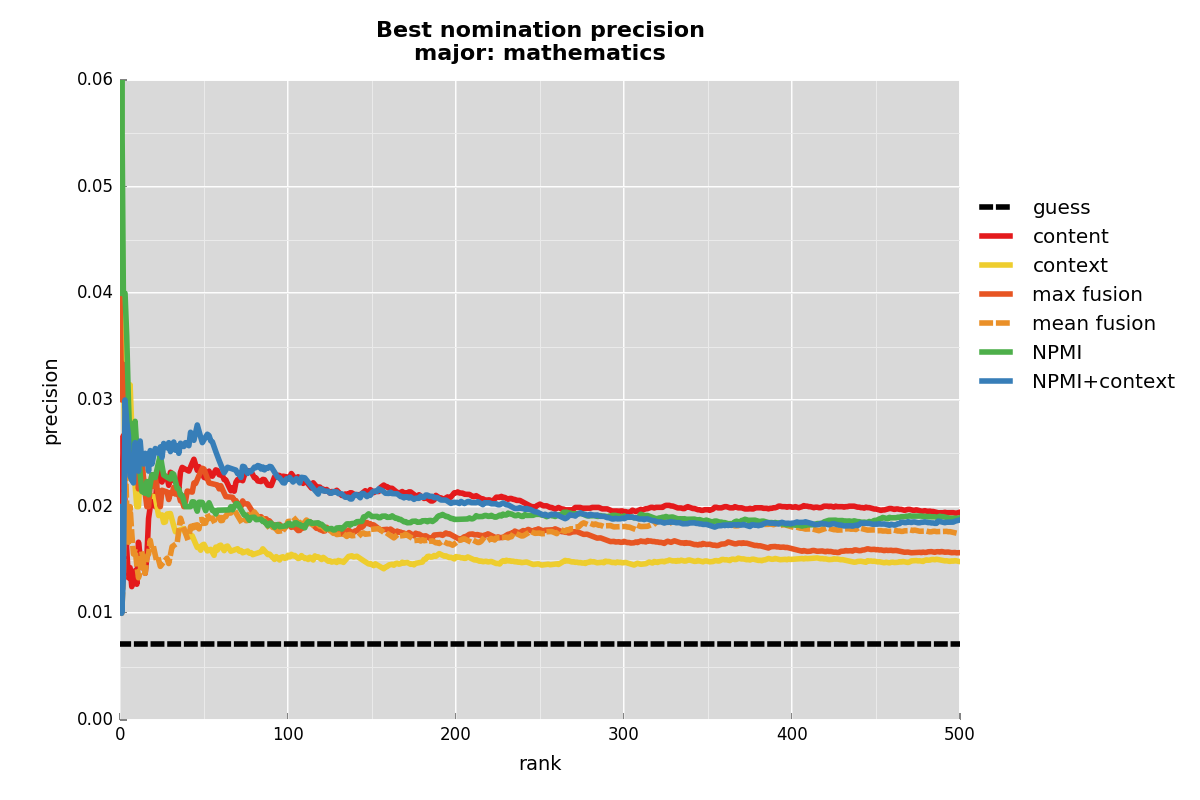 Best nomination precision
major: mathematics
0.06
0.05
0.04
0.03
0.02
0.01
0.00
precision
0
100
200
300
400
500
rank
guess
content
context
max fusion
mean fusion
NPMI
NPMI+context